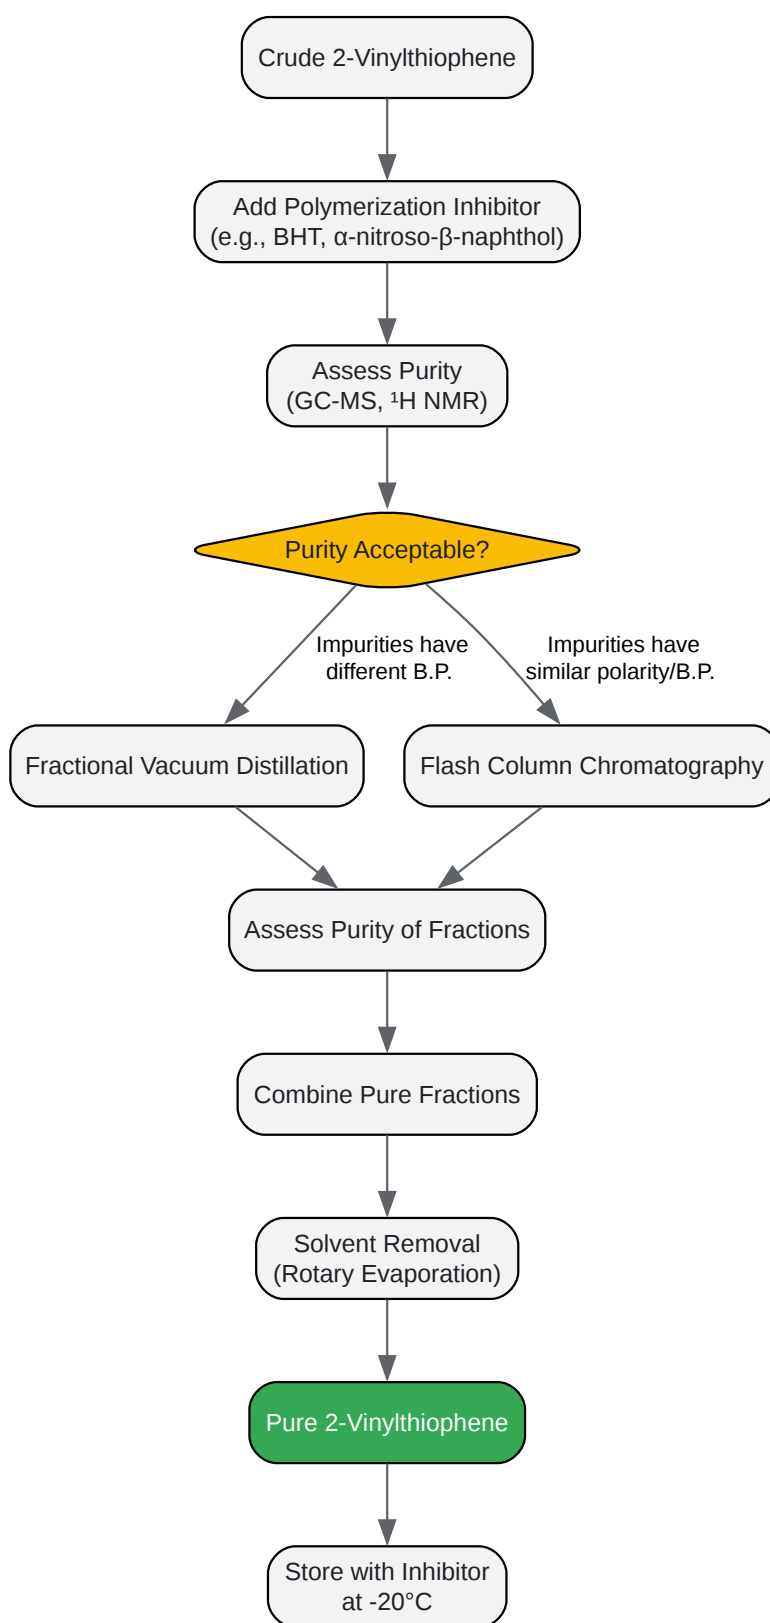 Crude 2-Vinylthiophene
Add Polymerization Inhibitor
(e.g., BHT, α-nitroso-β-naphthol)
Assess Purity
(GC-MS, ¹H NMR)
Purity Acceptable?
Impurities have
different B.P.
Impurities have
similar polarity/B.P.
Fractional Vacuum Distillation
Flash Column Chromatography
Assess Purity of Fractions
Combine Pure Fractions
Solvent Removal
(Rotary Evaporation)
Pure 2-Vinylthiophene
Store with Inhibitor
at -20°C